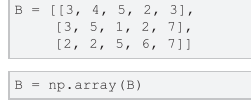 B = [[3, 4, 5, 2, 3],
[3, 5, 1, 2, 7],
[2, 2, 5, 6, 7]]
B = np.array(B)